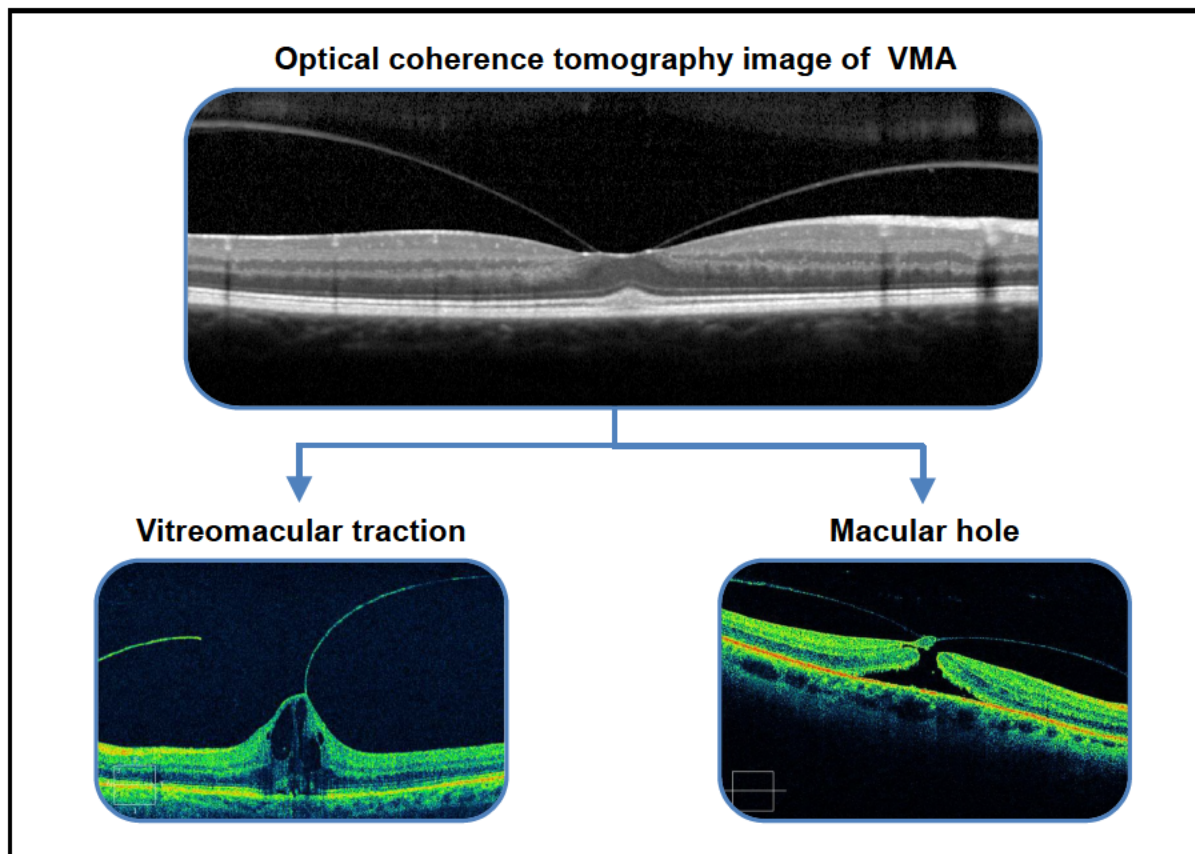 Optical coherence tomography image of VMA
Vitreomacular traction
Macular hole